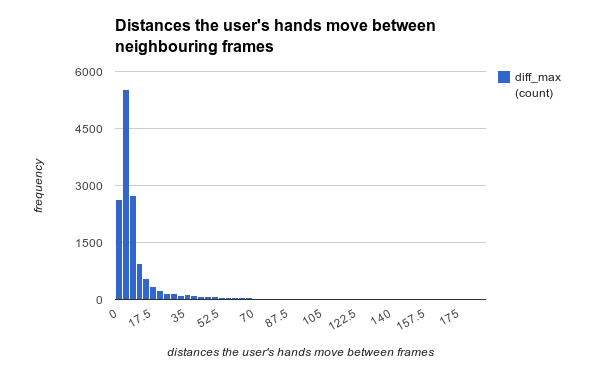 Distances the user's hands move between
neighbouring frames
6000
4500
3000
1500
0
frequency
diff_max
(count)
0
17.5
35
52.5
70
87.5
105
122.5
140
157.5
175
distances the user's hands move between frames